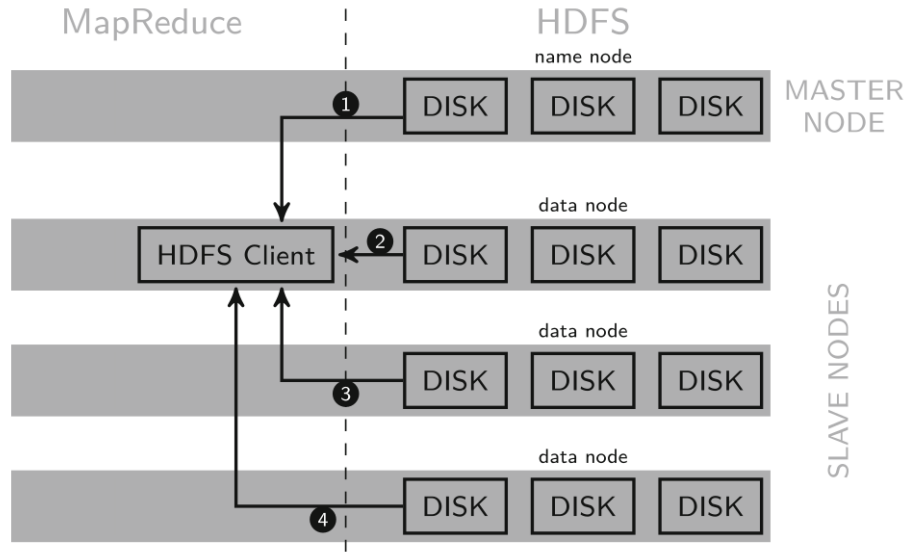 MapReduce
HDFS
name node
1
DISK
DISK
DISK
MASTER
NODE
data node
HDFS Client
2
DISK
DISK
DISK
data node
3
DISK
DISK
DISK
data node
4
DISK
DISK
DISK
SLAVE NODES